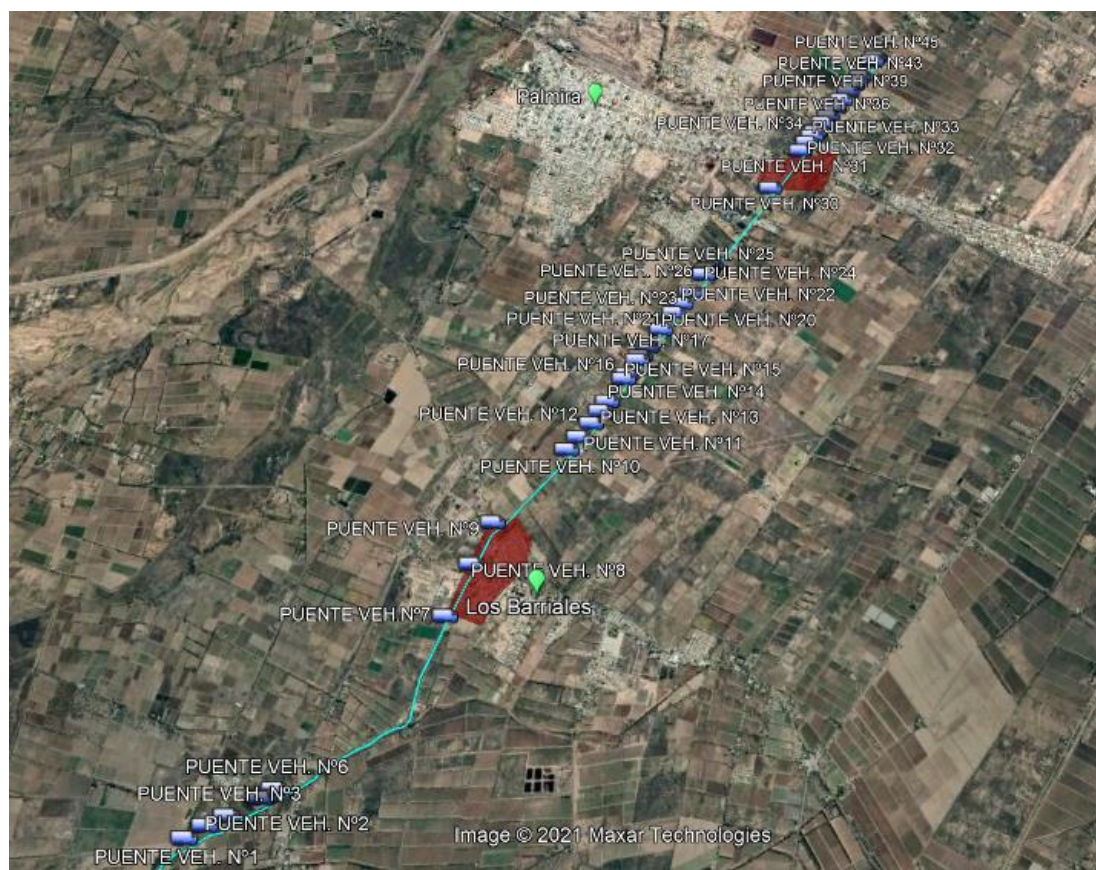 PUENTE VEH. Nº45
PUENTE VEH. Nº43
PUENTE VEH. Nº39
Palmira
PUENTE VEH. Nº36
PUENTE VEH. Nº34
PUENTE VEH. Nº33
PUENTE VEH. Nº32
PUENTE VEH. Nº31
PUENTE VEH. Nº30
PUENTE VEH. Nº25
PUENTE VEH. Nº26
PUENTE VEH. Nº24
PUENTE VEH. Nº23
PUENTE VEH. Nº22
PUENTE VEH. Nº21
PUENTE VEH. Nº20
PUENTE VEH. Nº17
PUENTE VEH. Nº16
PUENTE VEH. Nº15
PUENTE VEH. Nº14
PUENTE VEH. Nº12
PUENTE VEH. Nº13
PUENTE VEH. Nº11
PUENTE VEH. Nº10
PUENTE VEH. Nº9
PUENTE VEH. Nº8
PUENTE VEH.Nº7
Los Barriales
PUENTE VEH. Nº6
PUENTE VEH. Nº3
PUENTE VEH. Nº2
Image © 2021 Maxar Technologies
PUENTE VEH. Nº1